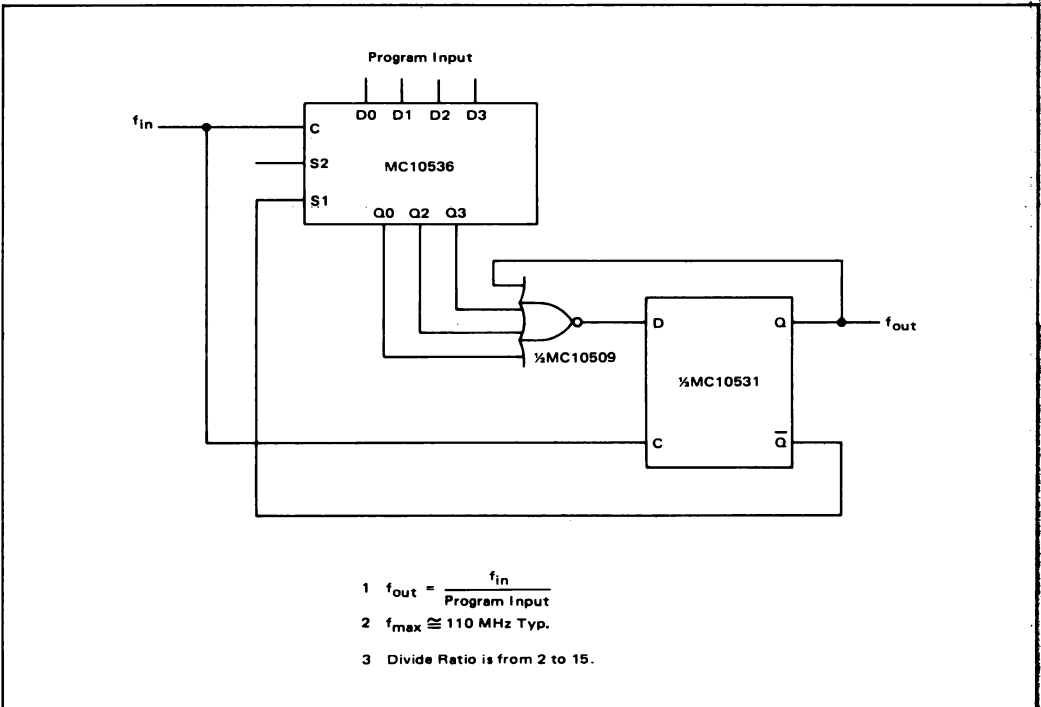 Program Input
D0 D1 D2 D3
fin
C
S2
MC10536
S1
Q0 Q2 Q3
D
Q
fout
½MC10509
½MC10531
C
Q̅
1 fout = fin / Program Input
2 fmax ≅ 110 MHz Typ.
3 Divide Ratio is from 2 to 15.